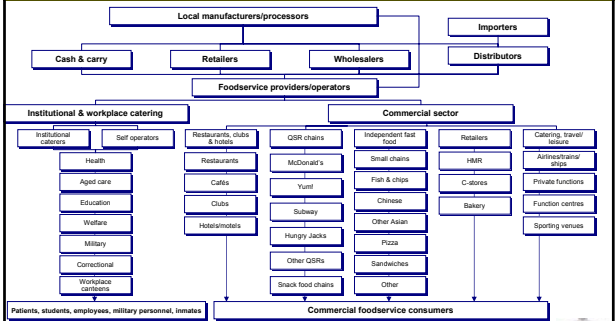 Local manufacturers/processors
Importers
Cash & carry
Retailers
Wholesalers
Distributors
Foodservice providers/operators
Institutional & workplace catering
Commercial sector
Institutional
caterers
Self operators
Health
Aged care
Education
Welfare
Military
Correctional
Workplace
canteens
Restaurants, clubs
& hotels
Restaurants
Cafés
Clubs
Hotels/motels
QSR chains
McDonald's
Yum!
Subway
Hungry Jacks
Other QSRs
Snack food chains
Independent fast
food
Small chains
Fish & chips
Chinese
Other Asian
Pizza
Sandwiches
Other
Retailers
HMR
C-stores
Bakery
Catering, travel/
leisure
Airlines/trains/
ships
Private functions
Function centres
Sporting venues
Patients, students, employees, military personnel, inmates
Commercial foodservice consumers